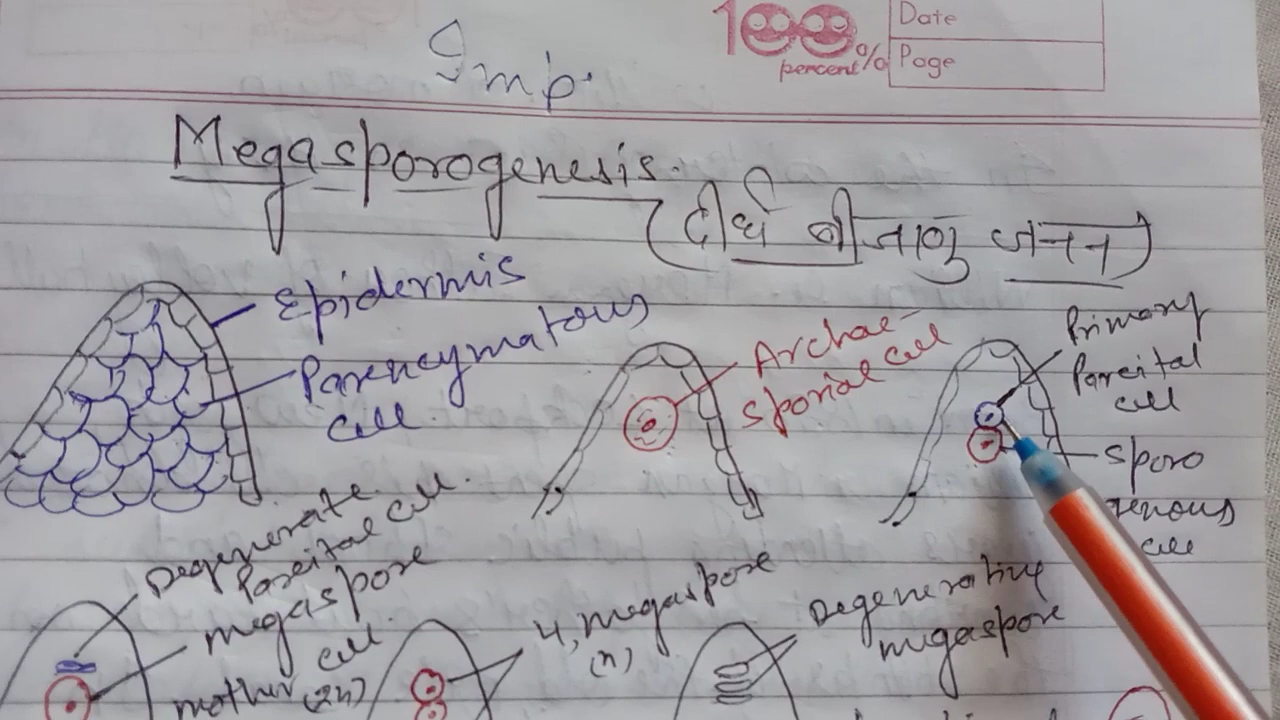 100 % percent
Date
Page
Imp.
Megasporogenesis.
(दीर्घ बीजाणु जनन)
Epidermis
Parencymatous
cell.
Archae-
sporial cell
Primary
Pareital
cell
Sporo
genous
cell
Degenerate
Pareital cell.
megaspore
mother cell
(2n)
4, megaspore
(n)
Degenerating
megaspore